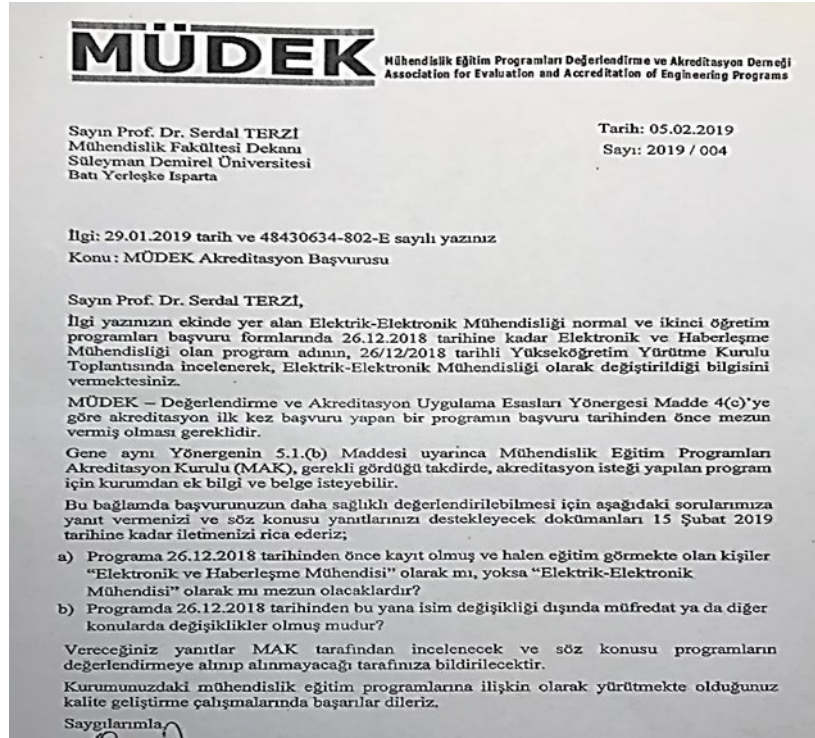 MÜDEK
Mühendislik Eğitim Programları Değerlendirme ve Akreditasyon Derneği
Association for Evaluation and Accreditation of Engineering Programs
Sayın Prof. Dr. Serdal TERZİ
Mühendislik Fakültesi Dekanı
Süleyman Demirel Üniversitesi
Batı Yerleşke Isparta
Tarih: 05.02.2019
Sayı: 2019 / 004
İlgi: 29.01.2019 tarih ve 48430634-802-E sayılı yazınız
Konu : MÜDEK Akreditasyon Başvurusu
Sayın Prof. Dr. Serdal TERZİ,
İlgi yazınızın ekinde yer alan Elektrik-Elektronik Mühendisliği normal ve ikinci öğretim
programları başvuru formlarında 26.12.2018 tarihine kadar Elektronik ve Haberleşme
Mühendisliği olan program adının, 26/12/2018 tarihli Yükseköğretim Yürütme Kurulu
Toplantısında incelenerek, Elektrik-Elektronik Mühendisliği olarak değiştirildiği bilgisini
vermektesiniz.
MÜDEK – Değerlendirme ve Akreditasyon Uygulama Esasları Yönergesi Madde 4(c)'ye
göre akreditasyon ilk kez başvuru yapan bir programın başvuru tarihinden önce mezun
vermiş olması gereklidir.
Gene aynı Yönergenin 5.1.(b) Maddesi uyarinca Mühendislik Eğitim Programları
Akreditasyon Kurulu (MAK), gerekli gördüğü takdirde, akreditasyon isteği yapılan program
için kurumdan ek bilgi ve belge isteyebilir.
Bu bağlamda başvurunuzun daha sağlıklı değerlendirilebilmesi için aşağıdaki sorularımıza
yanıt vermenizi ve söz konusu yanıtlarınızı destekleyecek dokümanları 15 Şubat 2019
tarihine kadar iletmenizi rica ederiz;
a) Programa 26.12.2018 tarihinden önce kayıt olmuş ve halen eğitim görmekte olan kişiler
“Elektronik ve Haberleşme Mühendisi” olarak mı, yoksa “Elektrik-Elektronik
Mühendisi” olarak mı mezun olacaklardır?
b) Programda 26.12.2018 tarihinden bu yana isim değişikliği dışında müfredat ya da diğer
konularda değişiklikler olmuş mudur?
Vereceğiniz yanıtlar MAK tarafından incelenecek ve söz konusu programların
değerlendirmeye alınıp alınmayacağı tarafınıza bildirilecektir.
Kurumunuzdaki mühendislik eğitim programlarına ilişkin olarak yürütmekte olduğunuz
kalite geliştirme çalışmalarında başarılar dileriz.
Saygılarımla,